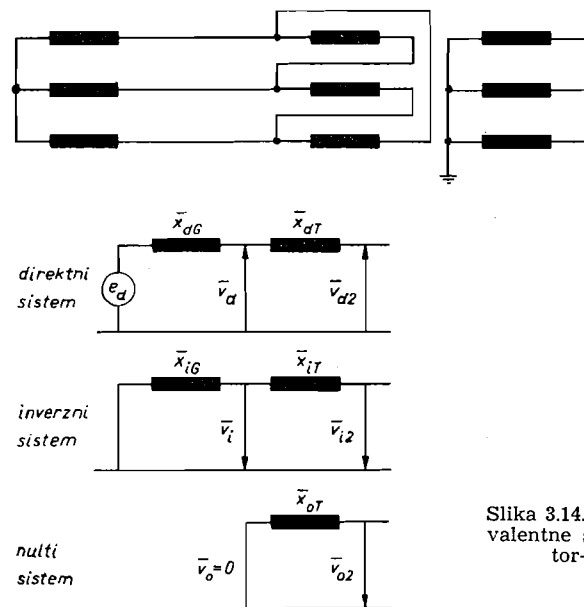 x̅dG
x̅dT
direktni
sistem
ed
v̅d
v̅d2
x̅iG
x̅iT
inverzni
sistem
v̅i
v̅i2
x̅oT
nulti
sistem
v̅o=0
v̅o2
Slika 3.14.
valentne
tor-